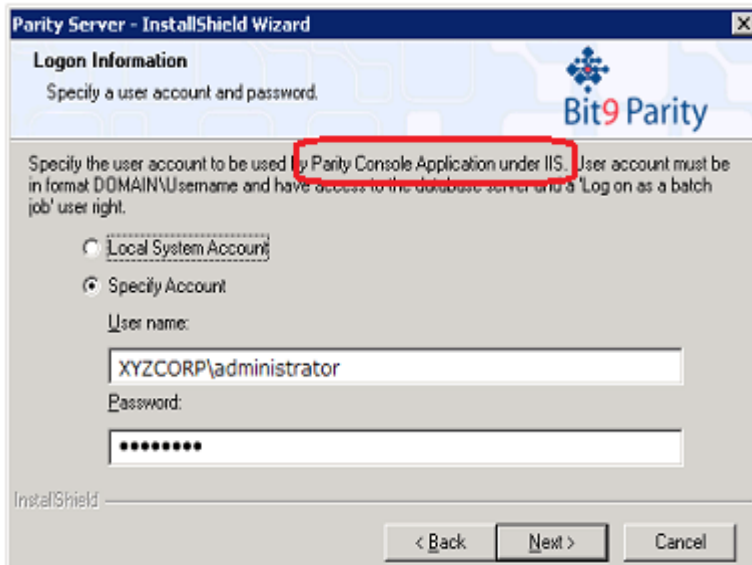 Parity Server - InstallShield Wizard
Logon Information
Specify a user account and password.
Bit9 Parity
Specify the user account to be used by Parity Console Application under IIS. User account must be
in format DOMAIN\Username and have access to the database server and a 'Log on as a batch
job' user right.
Local System Account
Specify Account
User name:
XYZCORP\administrator
Password:
••••••••
InstallShield
< Back
Next >
Cancel